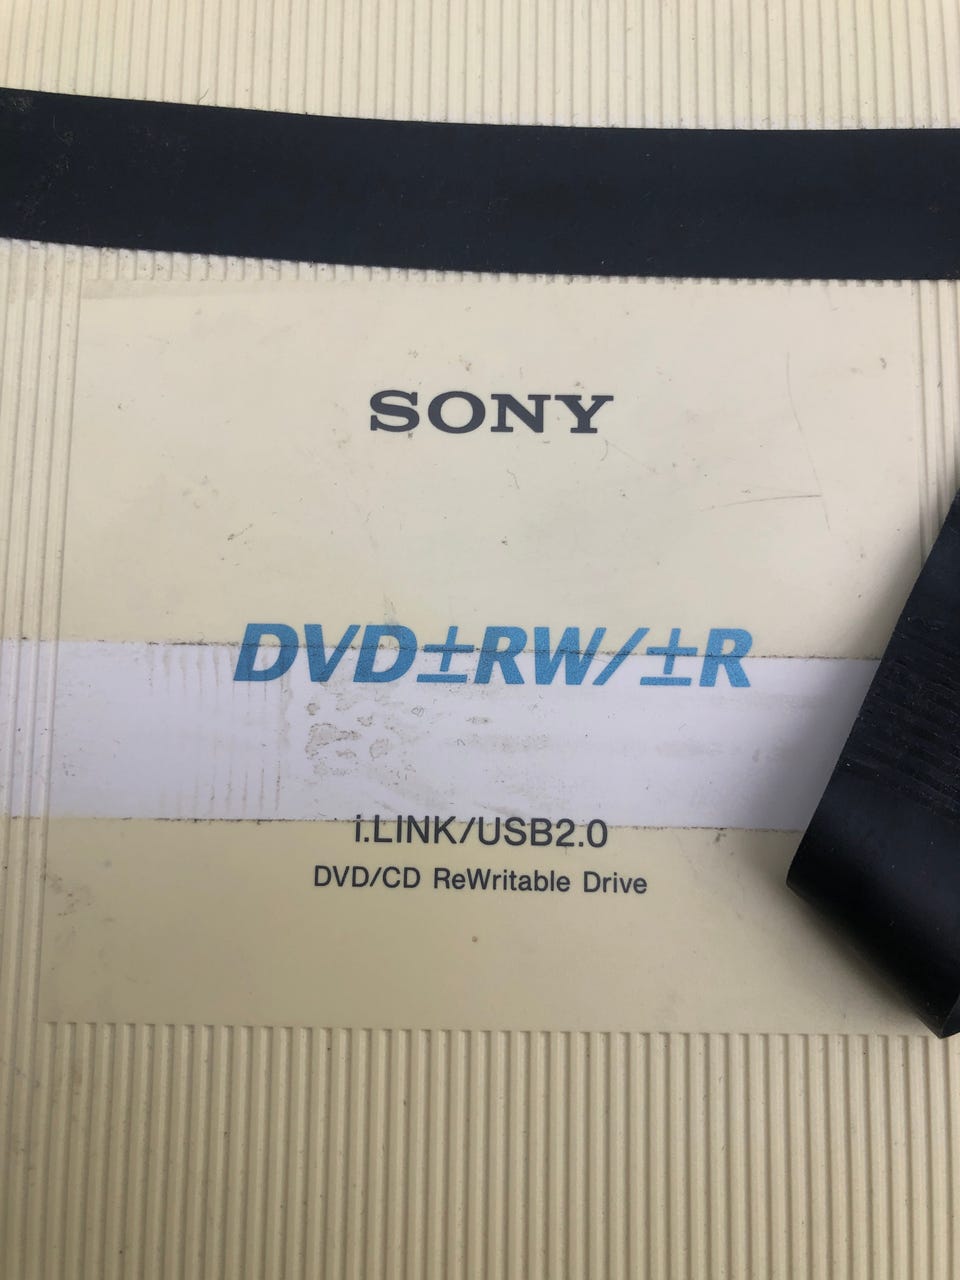 SONY
DVD±RW/±R
i.LINK/USB2.0
DVD/CD ReWritable Drive